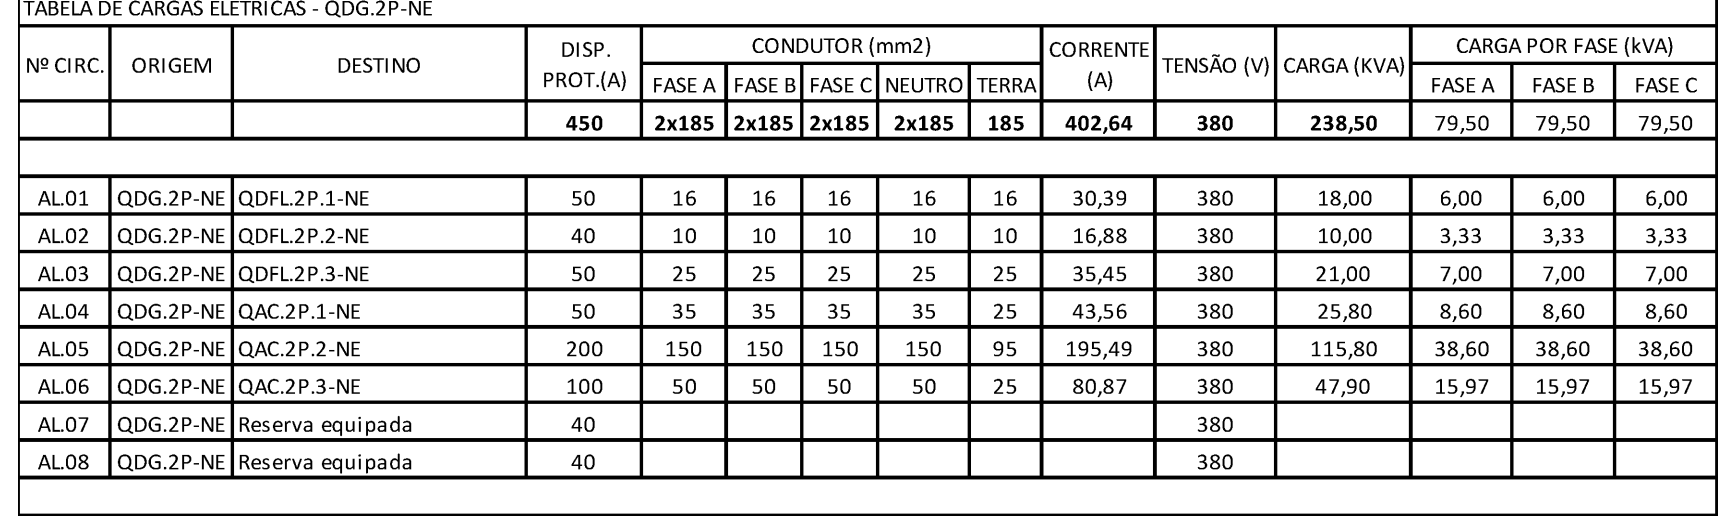 TABELA DE CARGAS ELETRICAS - QDG.2P-NE
Nº CIRC. ORIGEM DESTINO DISP. PROT.(A) CONDUTOR (mm2) CORRENTE (A) TENSÃO (V) CARGA (KVA) CARGA POR FASE (kVA)
FASE A FASE B FASE C NEUTRO TERRA FASE A FASE B FASE C
450 2x185 2x185 2x185 2x185 185 402,64 380 238,50 79,50 79,50 79,50
AL.01 QDG.2P-NE QDFL.2P.1-NE 50 16 16 16 16 16 30,39 380 18,00 6,00 6,00 6,00
AL.02 QDG.2P-NE QDFL.2P.2-NE 40 10 10 10 10 10 16,88 380 10,00 3,33 3,33 3,33
AL.03 QDG.2P-NE QDFL.2P.3-NE 50 25 25 25 25 25 35,45 380 21,00 7,00 7,00 7,00
AL.04 QDG.2P-NE QAC.2P.1-NE 50 35 35 35 35 25 43,56 380 25,80 8,60 8,60 8,60
AL.05 QDG.2P-NE QAC.2P.2-NE 200 150 150 150 150 95 195,49 380 115,80 38,60 38,60 38,60
AL.06 QDG.2P-NE QAC.2P.3-NE 100 50 50 50 50 25 80,87 380 47,90 15,97 15,97 15,97
AL.07 QDG.2P-NE Reserva equipada 40 380
AL.08 QDG.2P-NE Reserva equipada 40 380